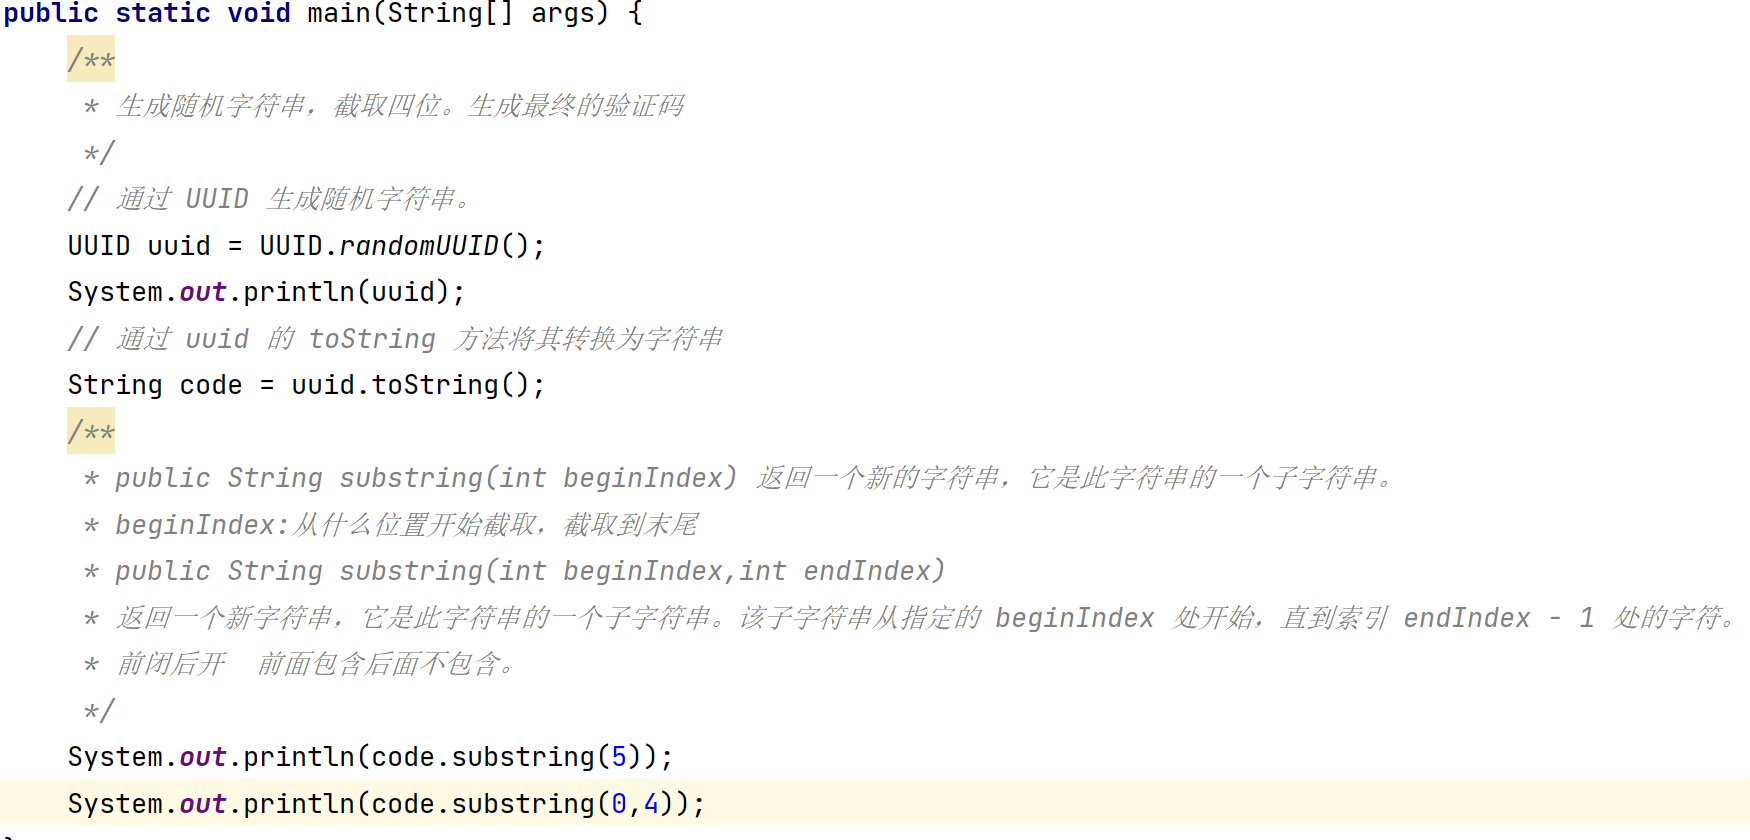 public static void main(String[] args) {
/**
* 生成随机字符串，截取四位。生成最终的验证码
*/
// 通过 UUID 生成随机字符串。
UUID uuid = UUID.randomUUID();
System.out.println(uuid);
// 通过 uuid 的 toString 方法将其转换为字符串
String code = uuid.toString();
/**
* public String substring(int beginIndex) 返回一个新的字符串，它是此字符串的一个子字符串。
* beginIndex:从什么位置开始截取，截取到末尾
* public String substring(int beginIndex,int endIndex)
* 返回一个新字符串，它是此字符串的一个子字符串。该子字符串从指定的 beginIndex 处开始，直到索引 endIndex - 1 处的字符。
* 前闭后开  前面包含后面不包含。
*/
System.out.println(code.substring(5));
System.out.println(code.substring(0,4));